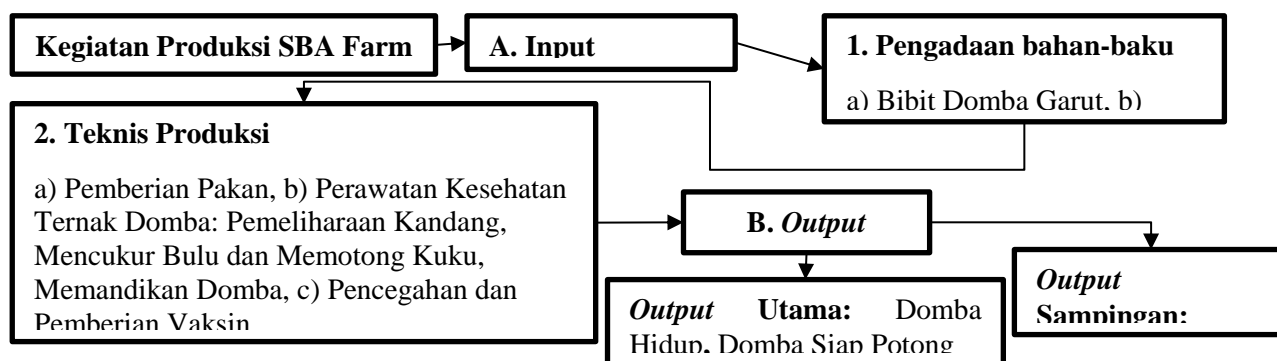 Kegiatan Produksi SBA Farm
A. Input
1. Pengadaan bahan-baku
a) Bibit Domba Garut, b)
2. Teknis Produksi
a) Pemberian Pakan, b) Perawatan Kesehatan
Ternak Domba: Pemeliharaan Kandang,
Mencukur Bulu dan Memotong Kuku,
Memandikan Domba, c) Pencegahan dan
Pemberian Vaksin
B. Output
Output Utama: Domba
Hidup, Domba Siap Potong
Output
Sampingan: